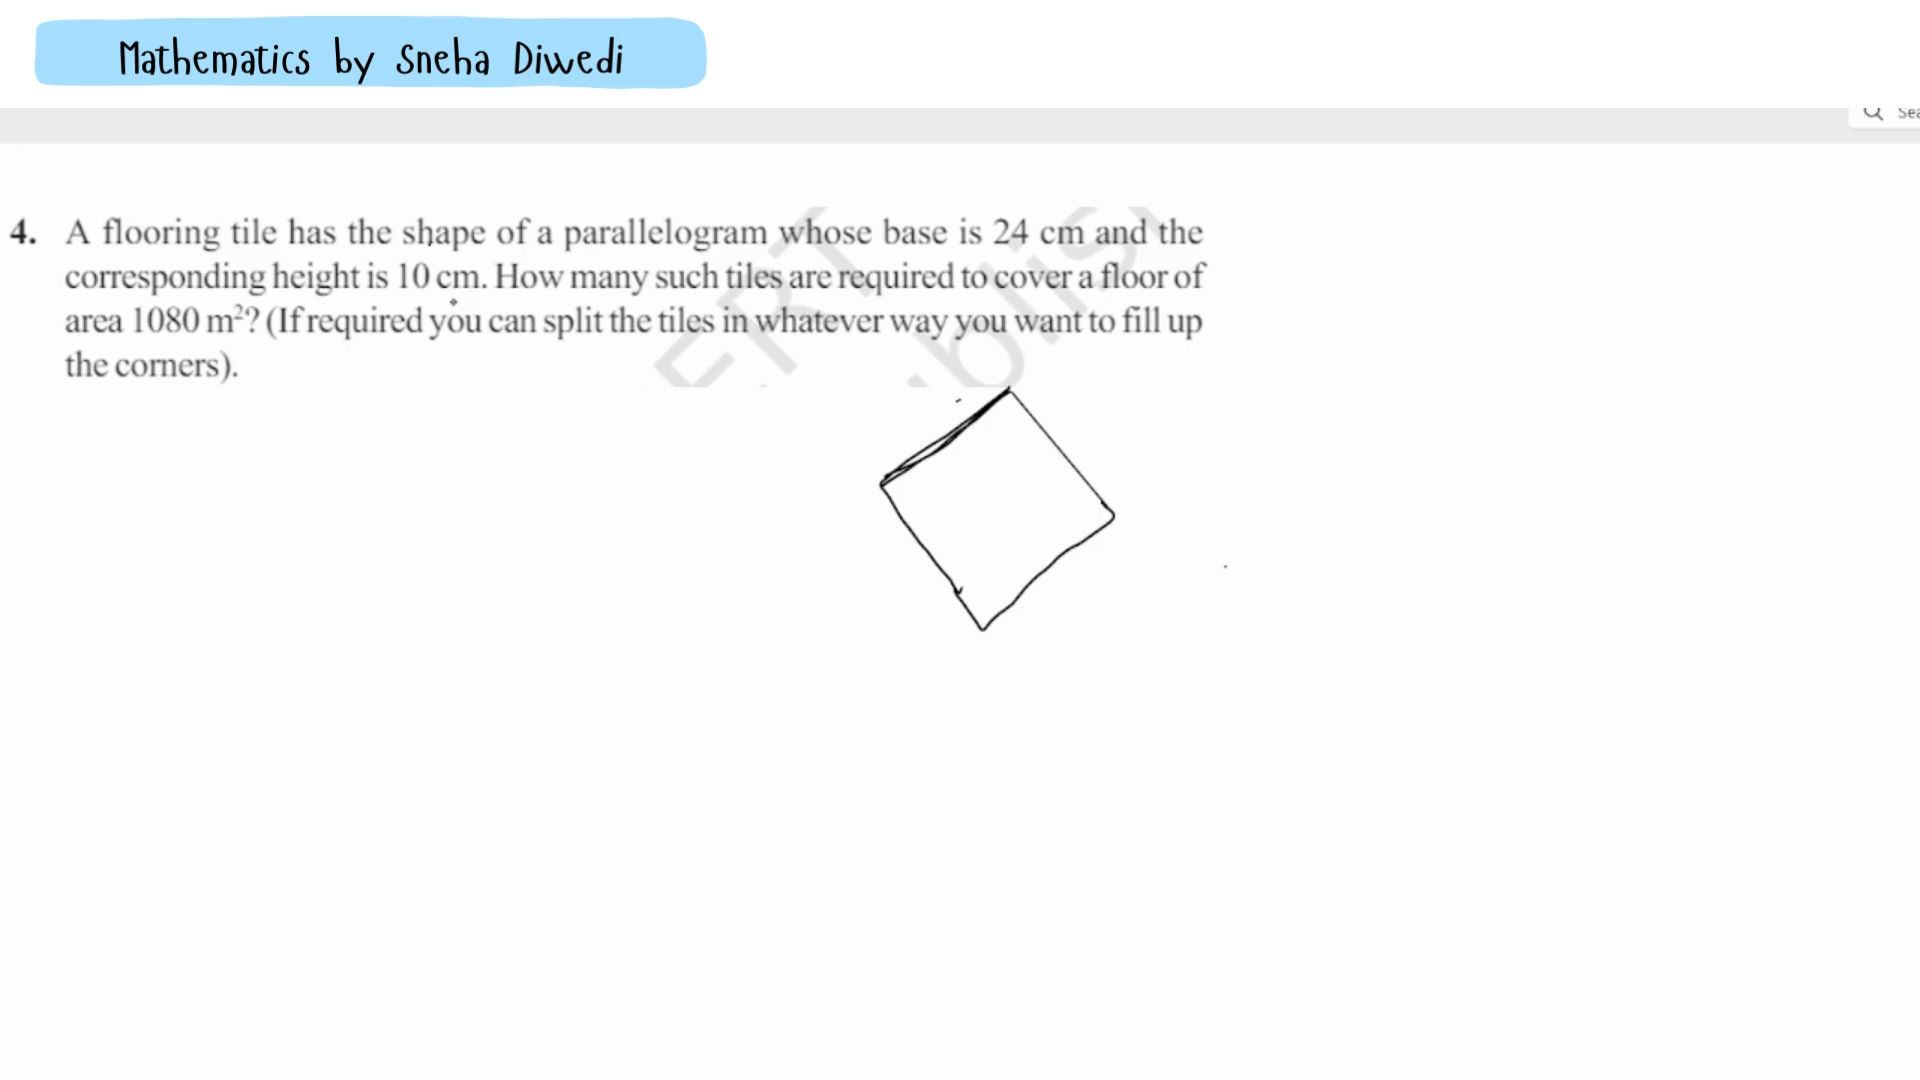 Mathematics by Sneha Diwedi
4. A flooring tile has the shape of a parallelogram whose base is 24 cm and the
corresponding height is 10 cm. How many such tiles are required to cover a floor of
area 1080 m²? (If required you can split the tiles in whatever way you want to fill up
the corners).